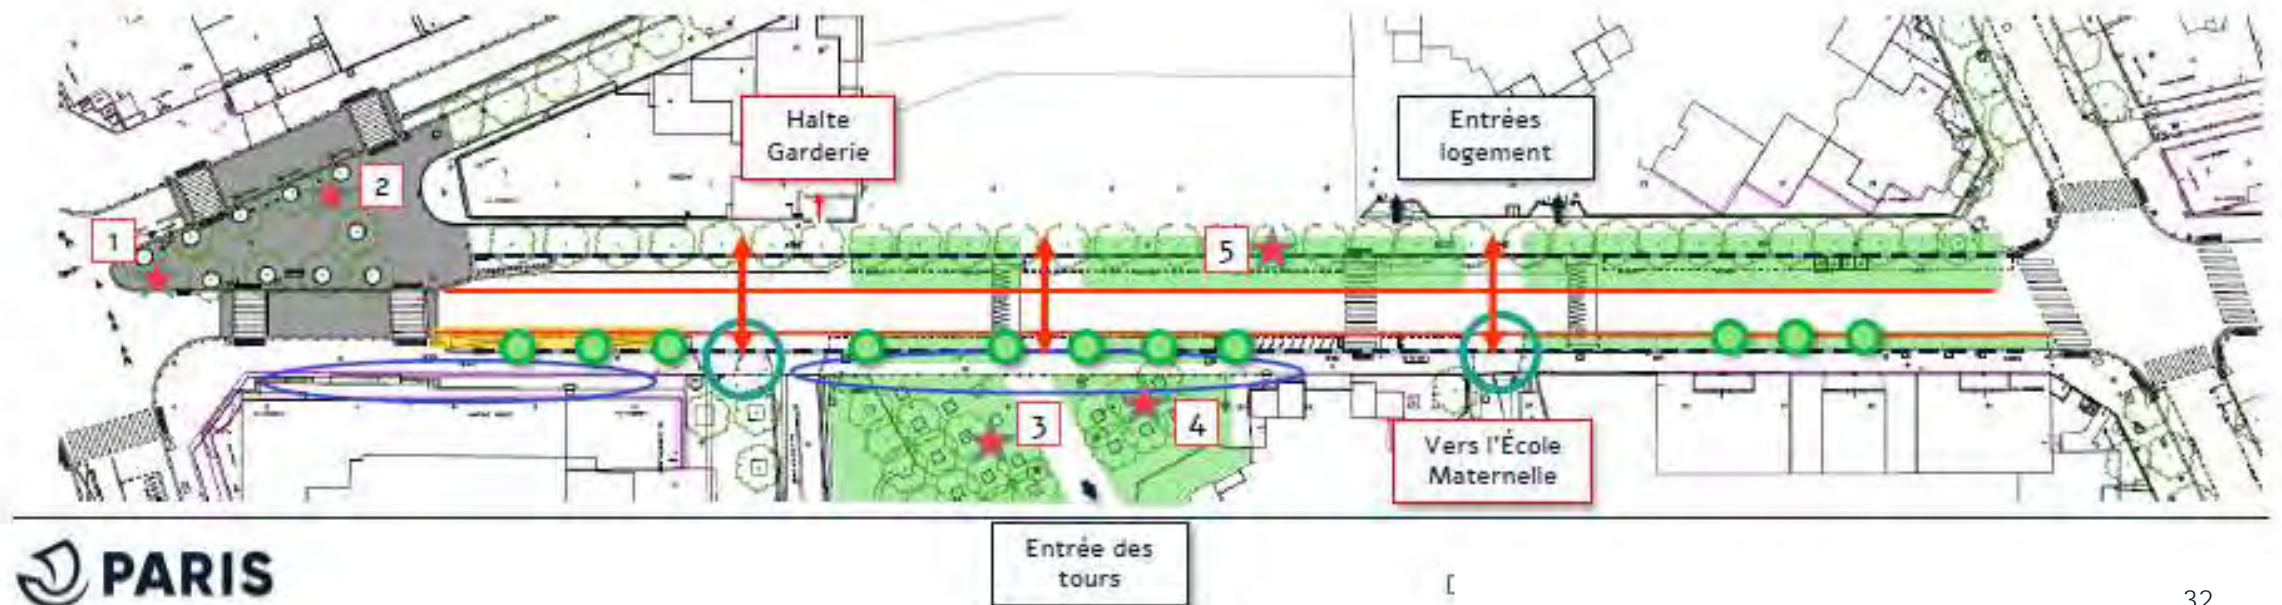 Halte
Garderie
Entrées
logement
2
1
5
3
4
Vers l'École
Maternelle
Entrée des
tours
PARIS
32